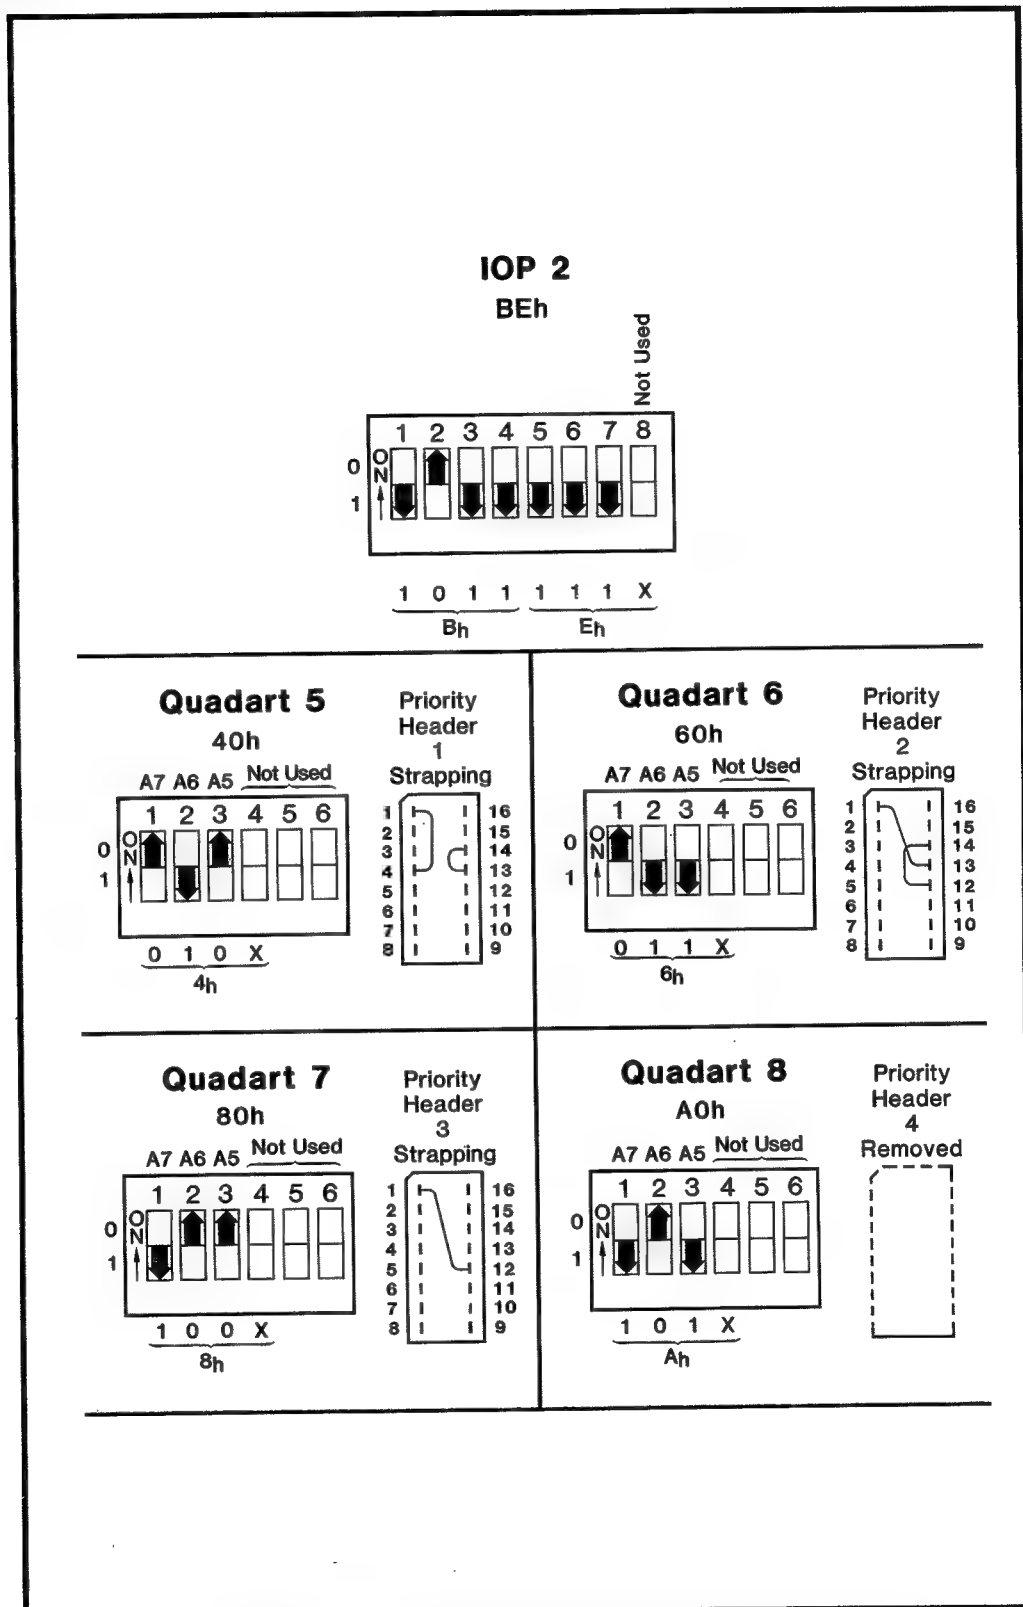 IOP 2
BEh
Not Used
1 2 3 4 5 6 7 8
0
1
ON
1 0 1 1 1 1 1 X
Bh Eh
Quadart 5
40h
A7 A6 A5 Not Used
1 2 3 4 5 6
0
1
ON
0 1 0 X
4h
Priority
Header
1
Strapping
1 16
2 15
3 14
4 13
5 12
6 11
7 10
8 9
Quadart 6
60h
A7 A6 A5 Not Used
1 2 3 4 5 6
0
1
ON
0 1 1 X
6h
Priority
Header
2
Strapping
1 16
2 15
3 14
4 13
5 12
6 11
7 10
8 9
Quadart 7
80h
A7 A6 A5 Not Used
1 2 3 4 5 6
0
1
ON
1 0 0 X
8h
Priority
Header
3
Strapping
1 16
2 15
3 14
4 13
5 12
6 11
7 10
8 9
Quadart 8
A0h
A7 A6 A5 Not Used
1 2 3 4 5 6
0
1
ON
1 0 1 X
Ah
Priority
Header
4
Removed